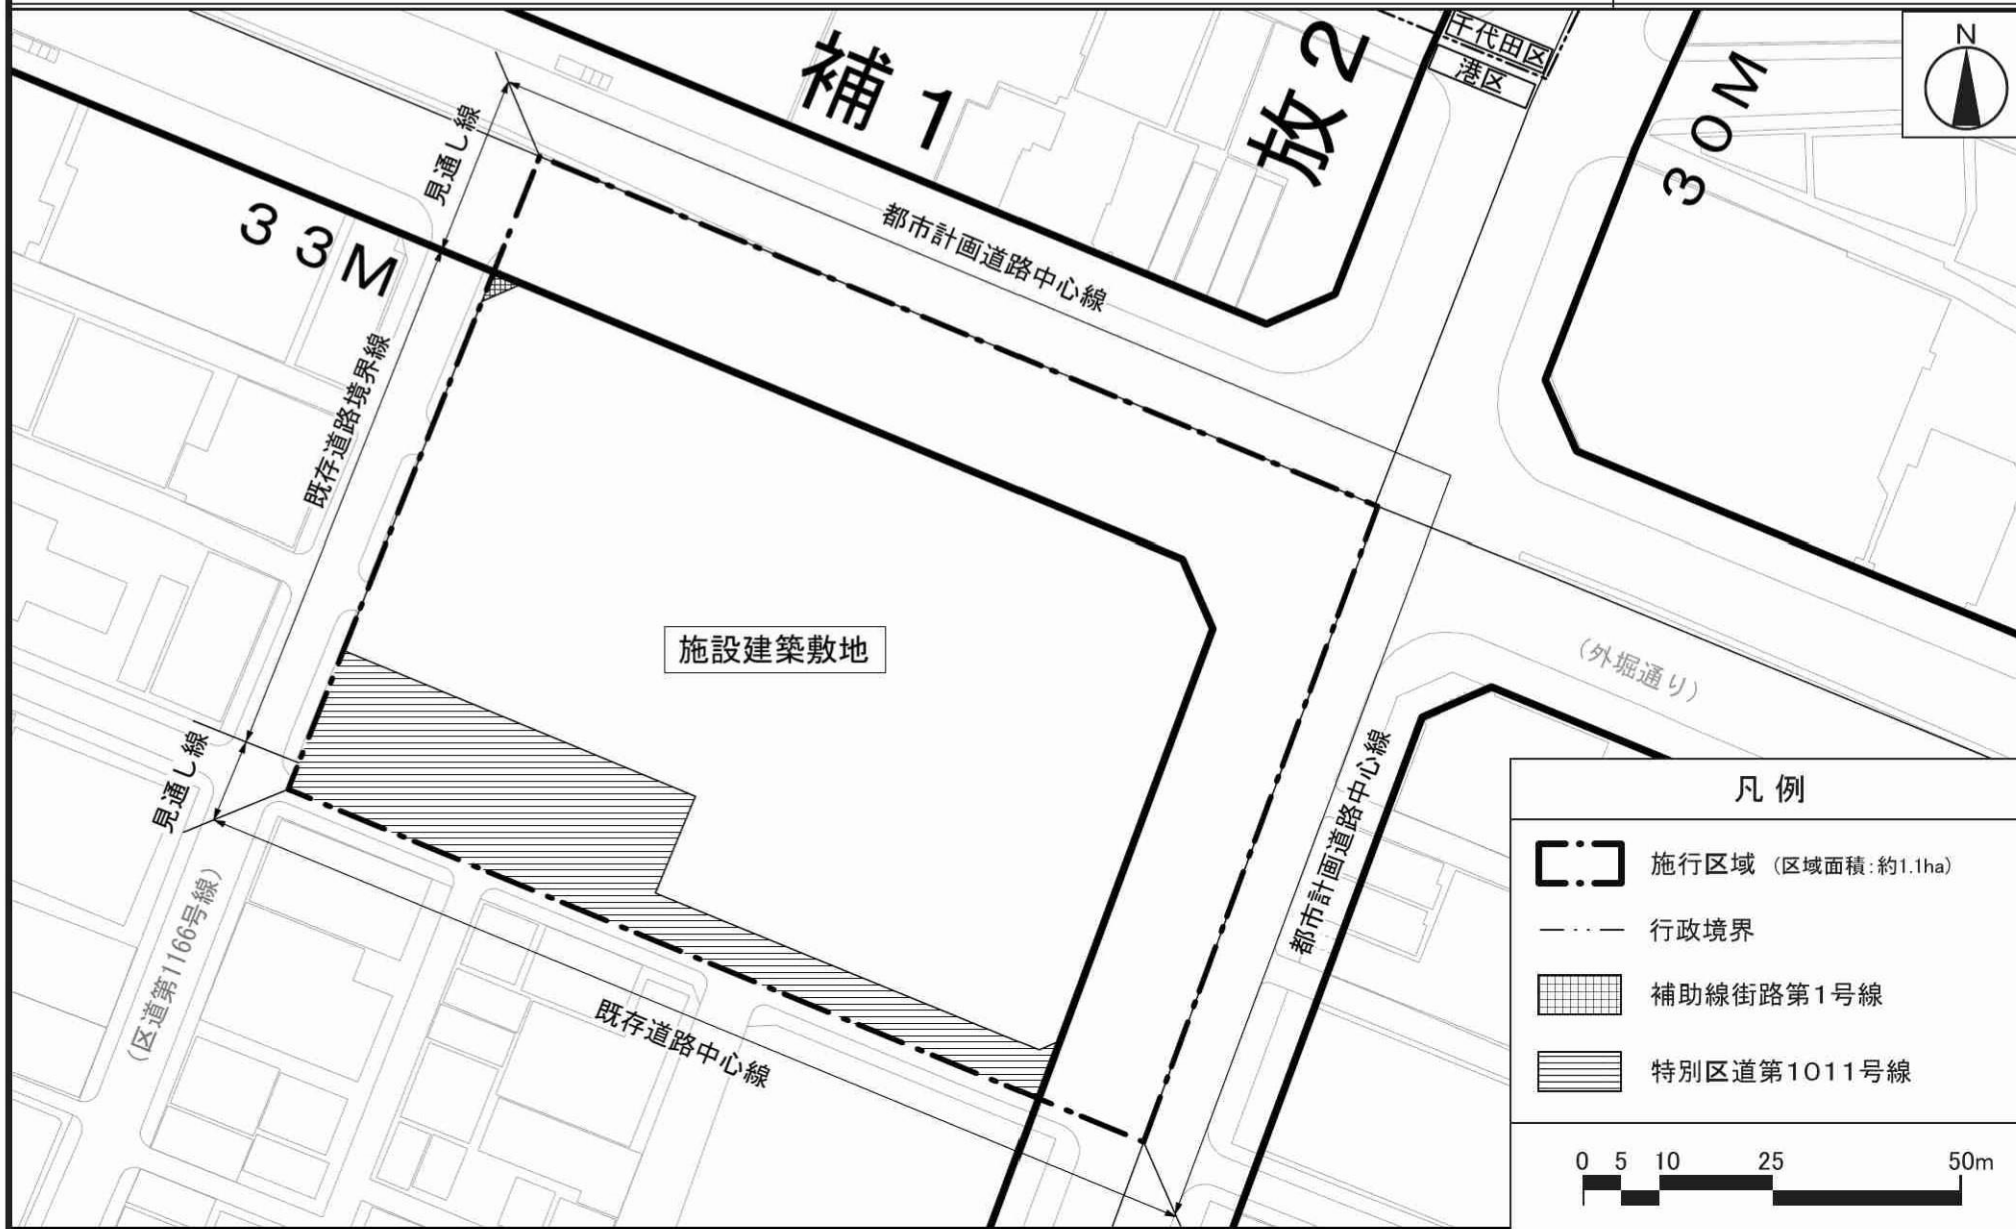 補1
放2
千代田区
港区
30M
N
見通し線
33M
都市計画道路中心線
既存道路境界線
施設建築敷地
(外堀通り)
見通し線
都市計画道路中心線
(区道第1166号線)
既存道路中心線
凡例
施行区域 (区域面積:約1.1ha)
行政境界
補助線街路第1号線
特別区道第1011号線
0 5 10 25 50m